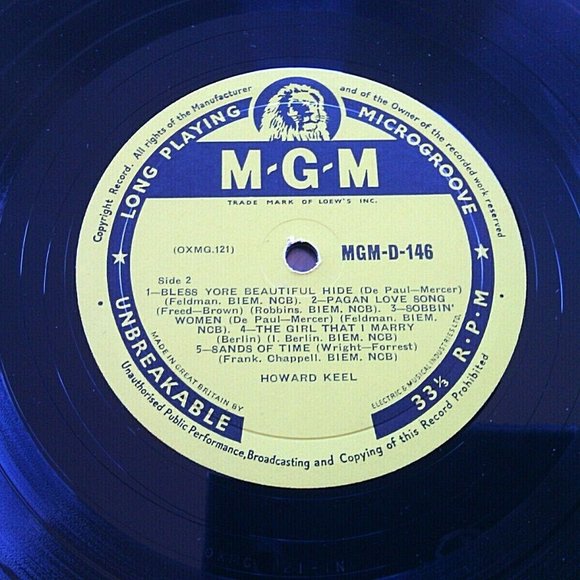 Copyright Record. All rights of the Manufacturer and of the Owner of the recorded work reserved
LONG PLAYING MICROGROOVE
M-G-M
TRADE MARK OF LOEW'S INC.
(OXMG.121) MGM-D-146
Side 2
1—BLESS YORE BEAUTIFUL HIDE (De Paul—Mercer)
(Feldman. BIEM. NCB). 2—PAGAN LOVE SONG
(Freed—Brown) (Robbins. BIEM. NCB). 3—SOBBIN'
WOMEN (De Paul—Mercer) (Feldman. BIEM.
NCB). 4—THE GIRL THAT I MARRY
(Berlin) (I. Berlin. BIEM. NCB)
5—SANDS OF TIME (Wright—Forrest)
(Frank. Chappell. BIEM. NCB)
HOWARD KEEL
UNBREAKABLE 33⅓ R.P.M
MADE IN GREAT BRITAIN BY ELECTRIC & MUSICAL INDUSTRIES LTD.
Unauthorised Public Performance, Broadcasting and Copying of this Record Prohibited